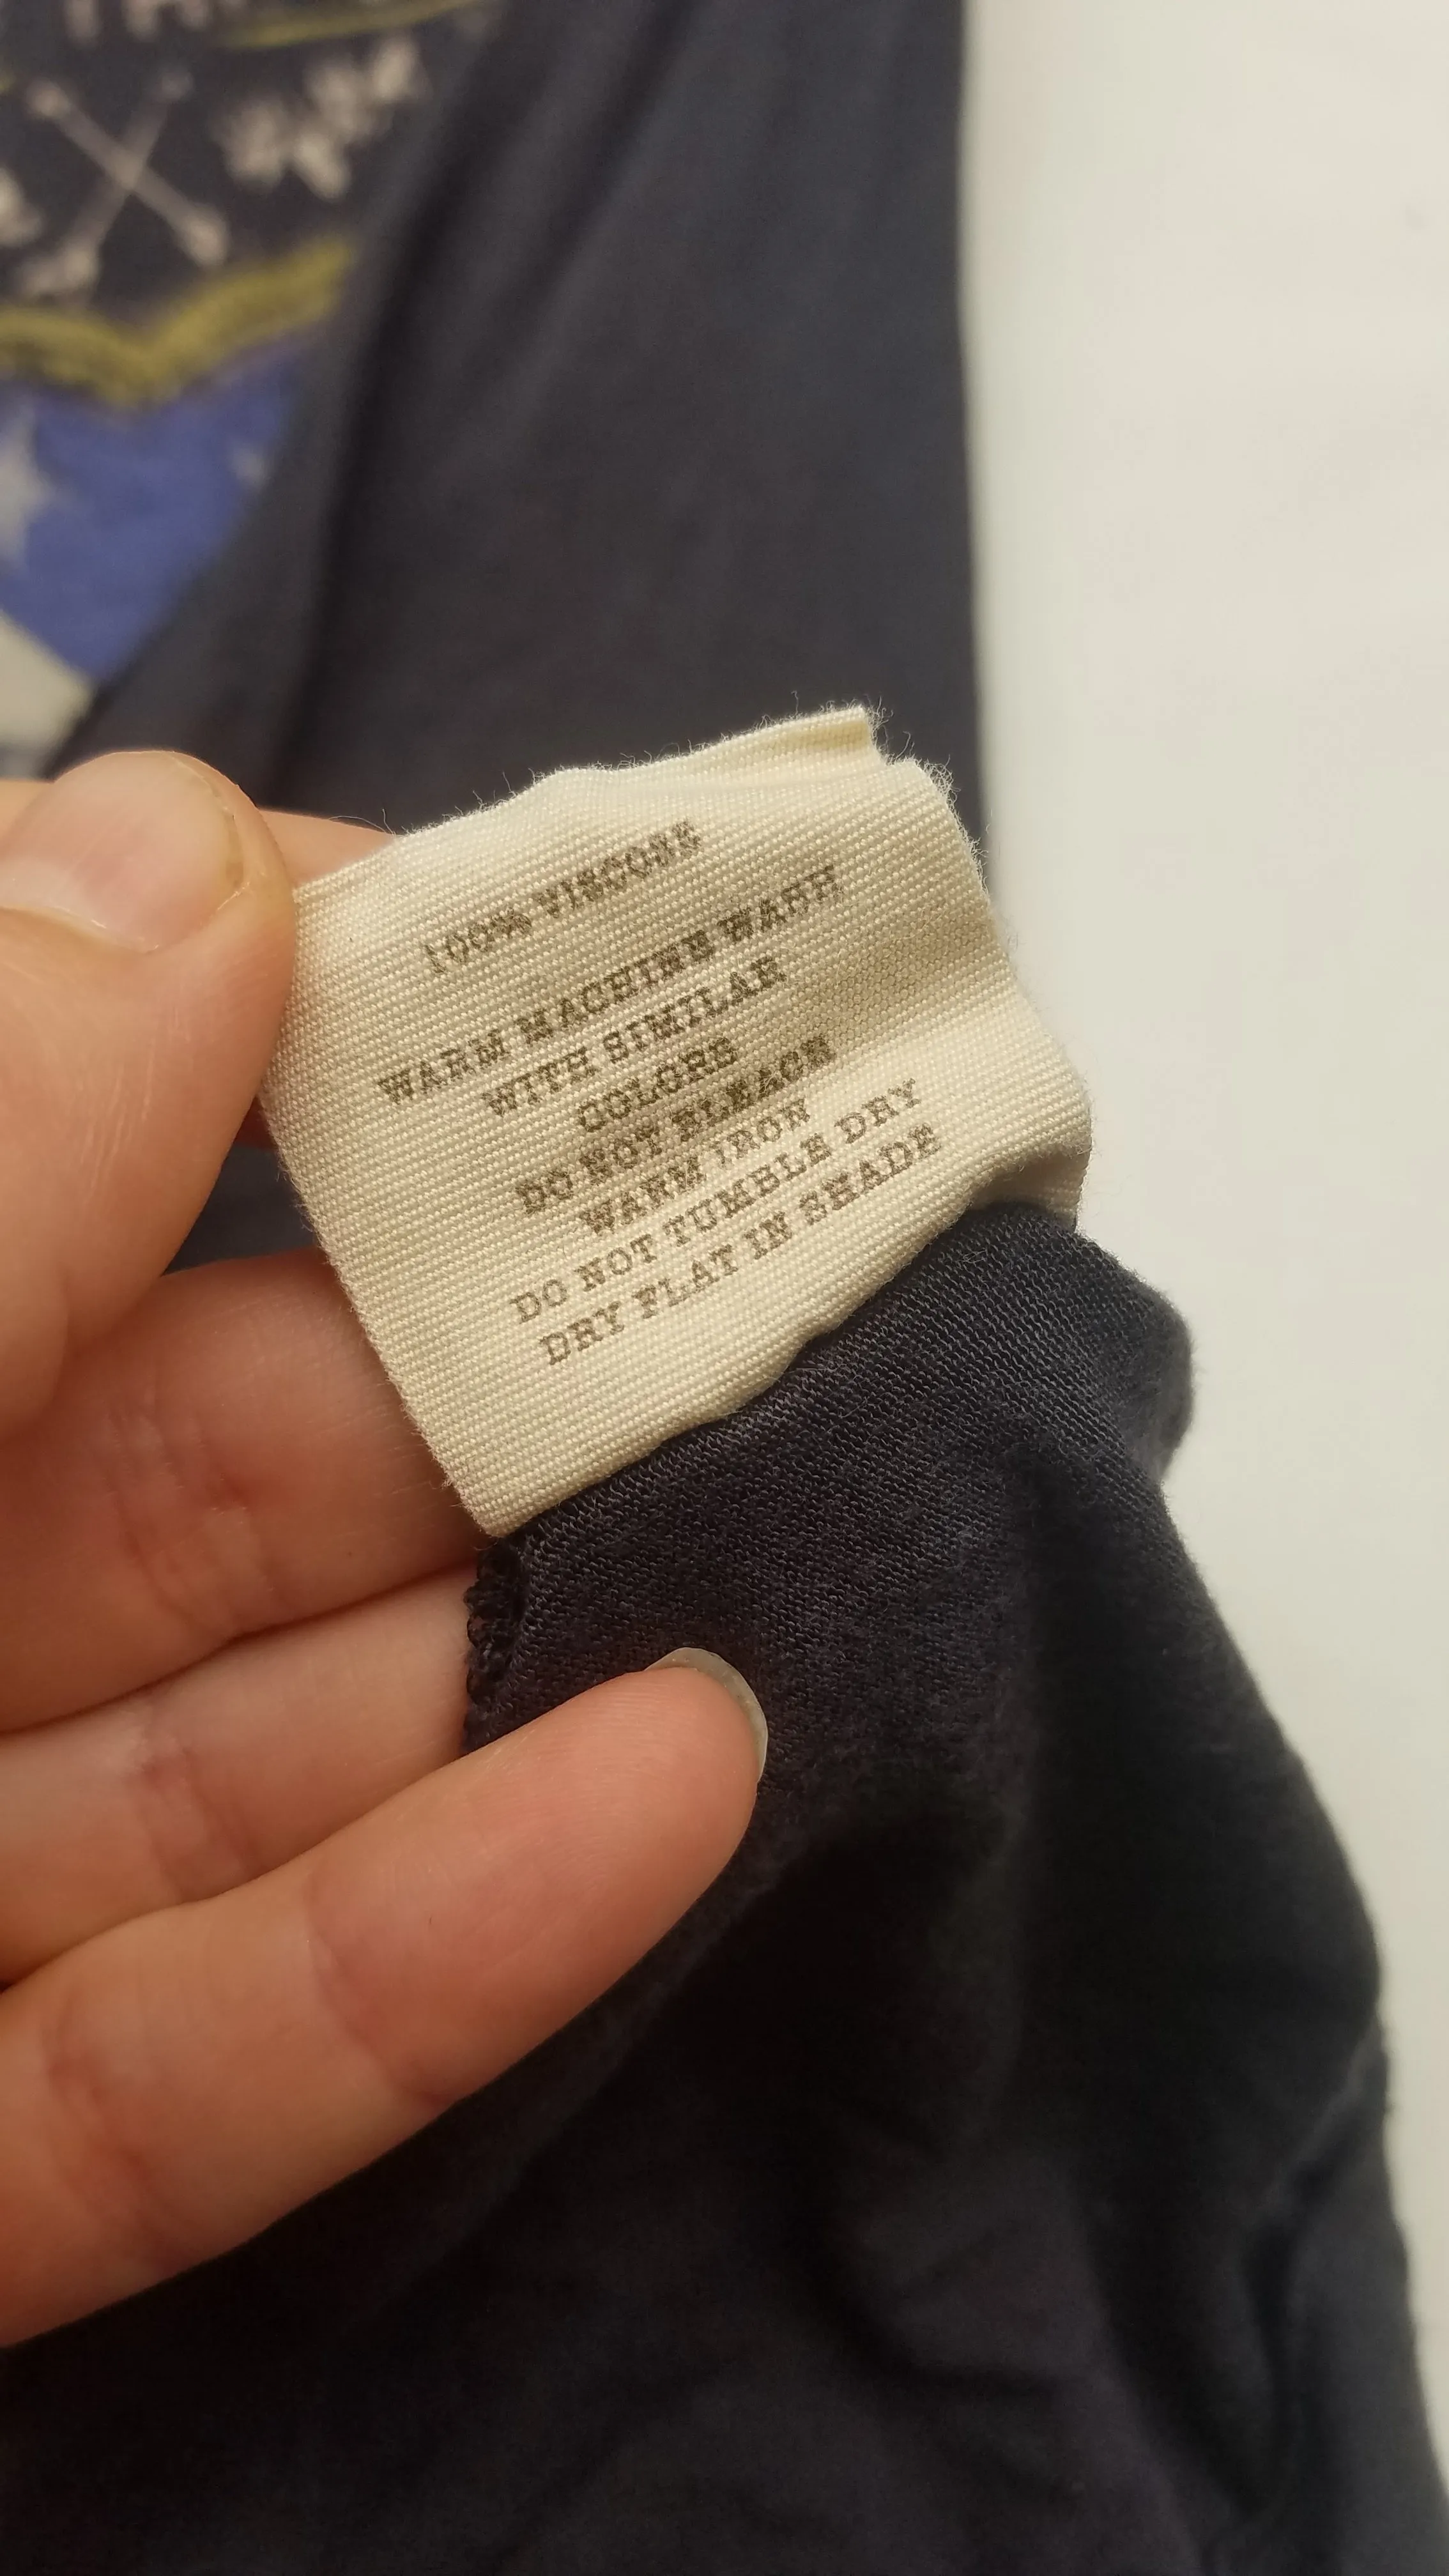 100% VISCOSE
WARM MACHINE WASH
WITH SIMILAR
COLORS
DO NOT BLEACH
WARM IRON
DO NOT TUMBLE DRY
DRY FLAT IN SHADE